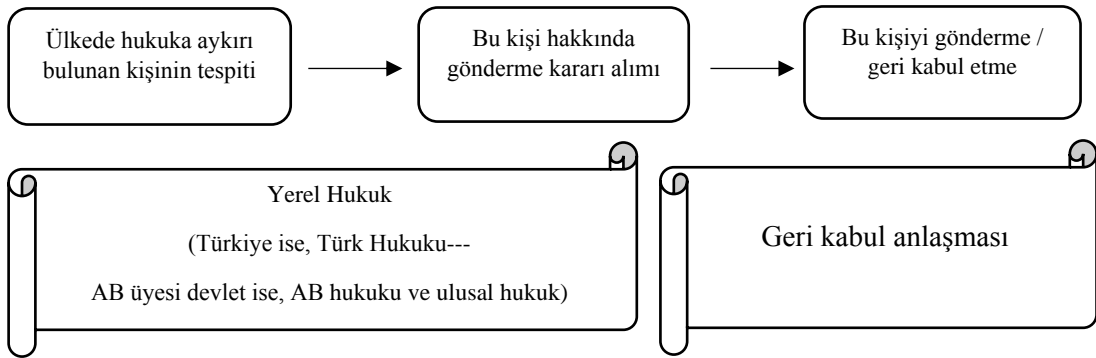 Ülkede hukuka aykırı
bulunan kişinin tespiti
Bu kişi hakkında
gönderme kararı alımı
Bu kişiyi gönderme /
geri kabul etme
Yerel Hukuk
(Türkiye ise, Türk Hukuku---
AB üyesi devlet ise, AB hukuku ve ulusal hukuk)
Geri kabul anlaşması